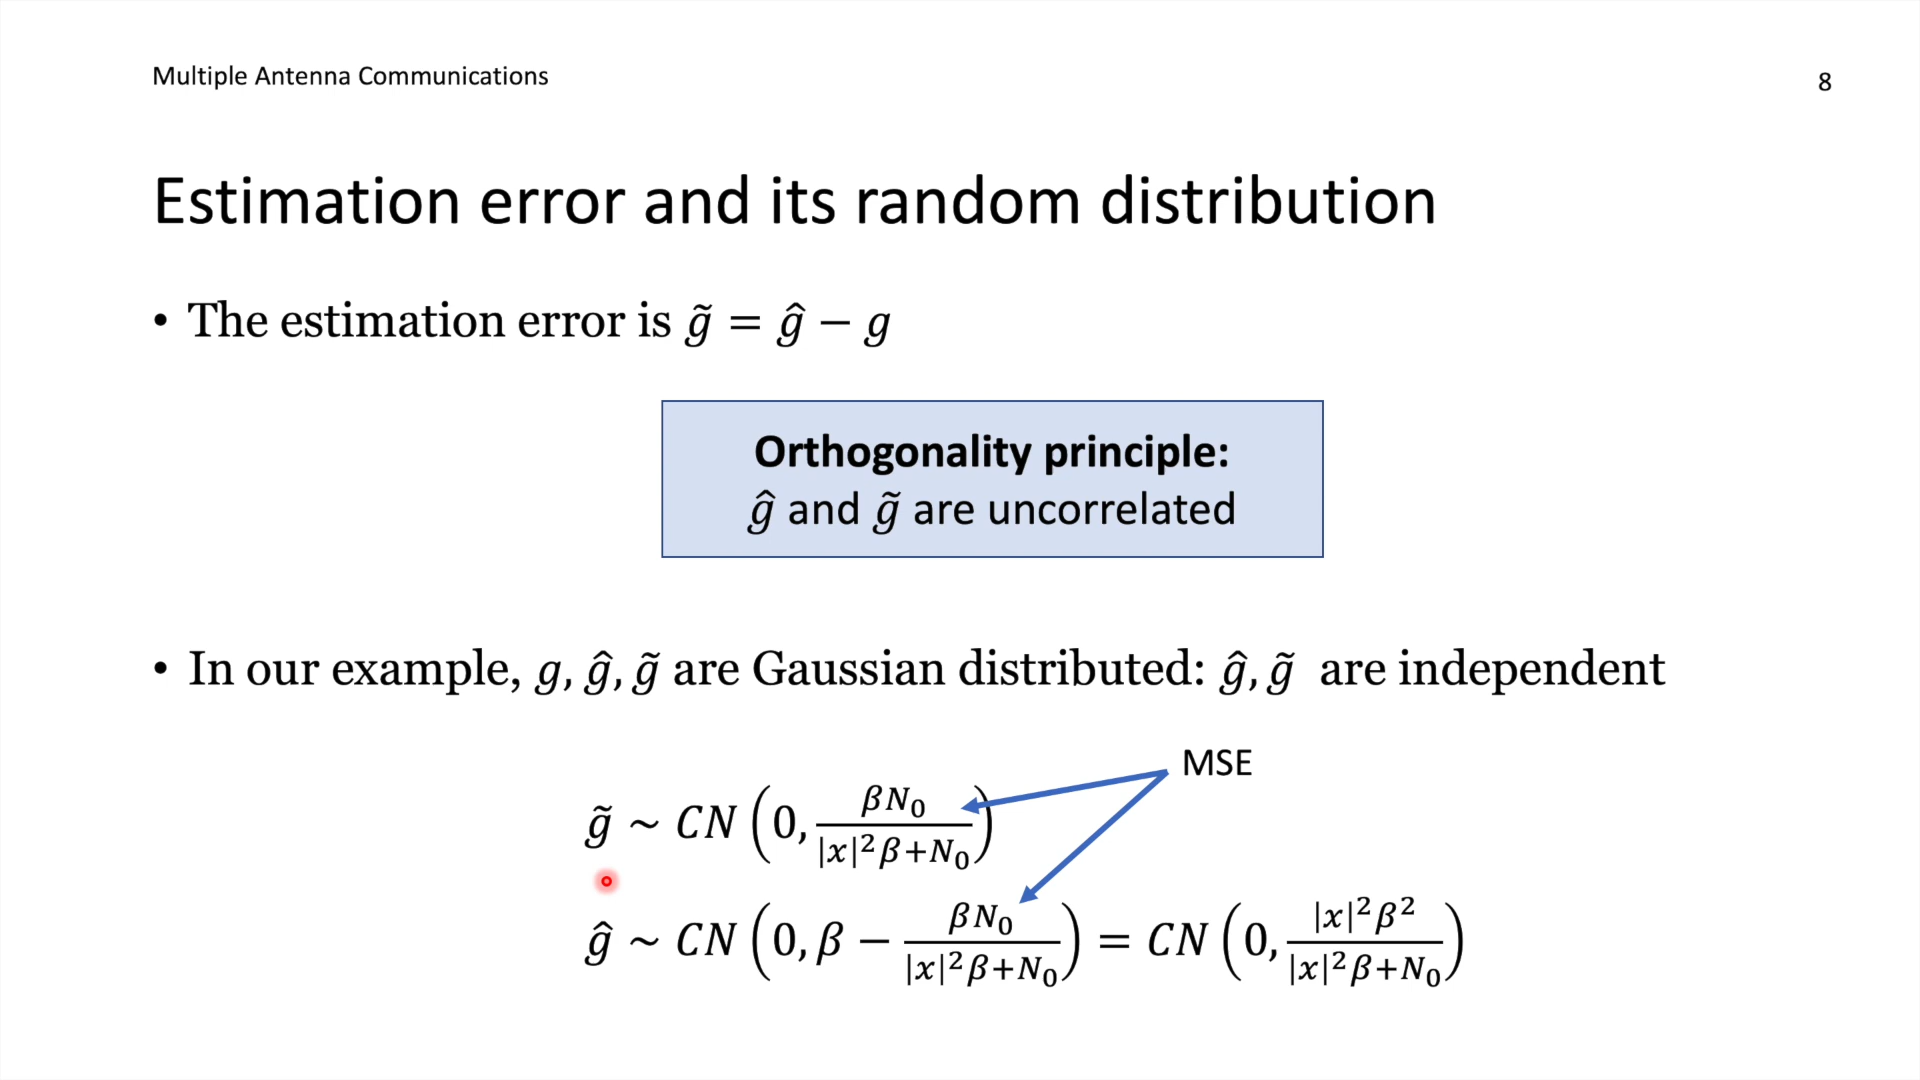 Multiple Antenna Communications
8
Estimation error and its random distribution
• The estimation error is g̃ = ĝ − g
Orthogonality principle:
ĝ and g̃ are uncorrelated
• In our example, g, ĝ, g̃ are Gaussian distributed: ĝ, g̃ are independent
MSE
g̃ ~ CN(0, βN₀ / (|x|²β+N₀))
ĝ ~ CN(0, β − βN₀ / (|x|²β+N₀)) = CN(0, |x|²β² / (|x|²β+N₀))